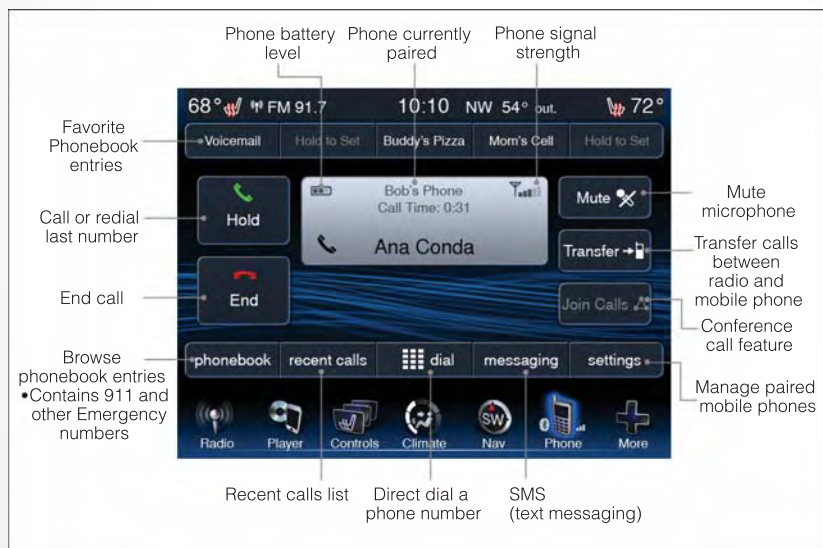 Phone battery
level
Phone currently
paired
Phone signal
strength
68° FM 91.7 10:10 NW 54° out. 72°
Favorite
Phonebook
entries
Voicemail Hold to Set Buddy's Pizza Mom's Cell Hold to Set
Call or redial
last number
Hold
Bob's Phone
Call Time: 0:31
Ana Conda
Mute
Mute
microphone
Transfer
Transfer calls
between
radio and
mobile phone
End call
End
Join Calls
Conference
call feature
Browse
phonebook entries
•Contains 911 and
other Emergency
numbers
phonebook recent calls dial messaging settings
Manage paired
mobile phones
SW
Radio Player Controls Climate Nav Phone More
Recent calls list
Direct dial a
phone number
SMS
(text messaging)